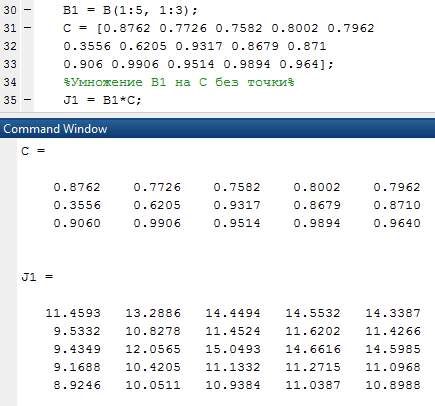 30 — B1 = B(1:5, 1:3);
31 — C = [0.8762 0.7726 0.7582 0.8002 0.7962
32 0.3556 0.6205 0.9317 0.8679 0.871
33 0.906 0.9906 0.9514 0.9894 0.964];
34 %Умножение B1 на C без точки%
35 — J1 = B1*C;
Command Window
C =
0.8762 0.7726 0.7582 0.8002 0.7962
0.3556 0.6205 0.9317 0.8679 0.8710
0.9060 0.9906 0.9514 0.9894 0.9640
J1 =
11.4593 13.2886 14.4494 14.5532 14.3387
9.5332 10.8278 11.4524 11.6202 11.4266
9.4349 12.0565 15.0493 14.6616 14.5985
9.1688 10.4205 11.1332 11.2715 11.0968
8.9246 10.0511 10.9384 11.0387 10.8988